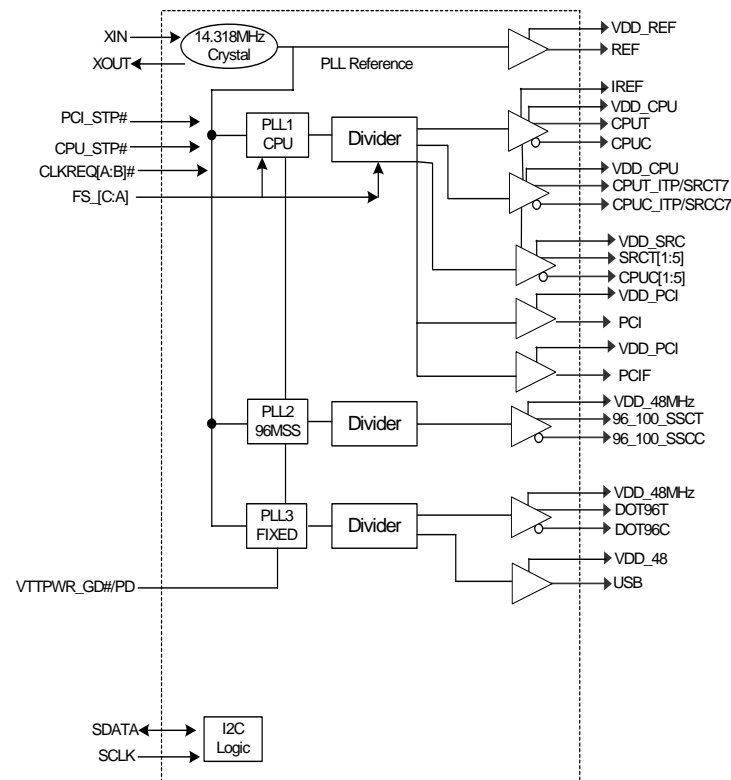 XIN
14.318MHz
Crystal
XOUT
PLL Reference
VDD_REF
REF
IREF
VDD_CPU
CPUT
CPUC
PCI_STP#
CPU_STP#
CLKREQ[A:B]#
FS_[C:A]
PLL1
CPU
Divider
VDD_CPU
CPUT_ITP/SRCT7
CPUC_ITP/SRCC7
VDD_SRC
SRCT[1:5]
CPUC[1:5]
VDD_PCI
PCI
VDD_PCI
PCIF
PLL2
96MSS
Divider
VDD_48MHz
96_100_SSCT
96_100_SSCC
PLL3
FIXED
Divider
VDD_48MHz
DOT96T
DOT96C
VDD_48
USB
VTTPWR_GD#/PD
SDATA
SCLK
I2C
Logic